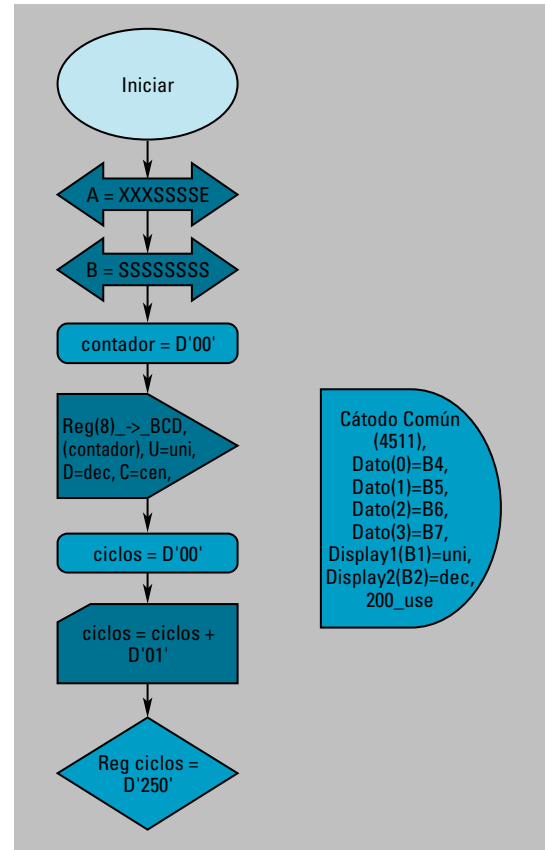 Iniciar
A = XXXSSSSE
B = SSSSSSSS
contador = D'00'
Reg(8)_->_BCD,
(contador), U=uni,
D=dec, C=cen,
ciclos = D'00'
ciclos = ciclos +
D'01'
Reg ciclos =
D'250'
Cátodo Común
(4511),
Dato(0)=B4,
Dato(1)=B5,
Dato(2)=B6,
Dato(3)=B7,
Display1(B1)=uni,
Display2(B2)=dec,
200_use